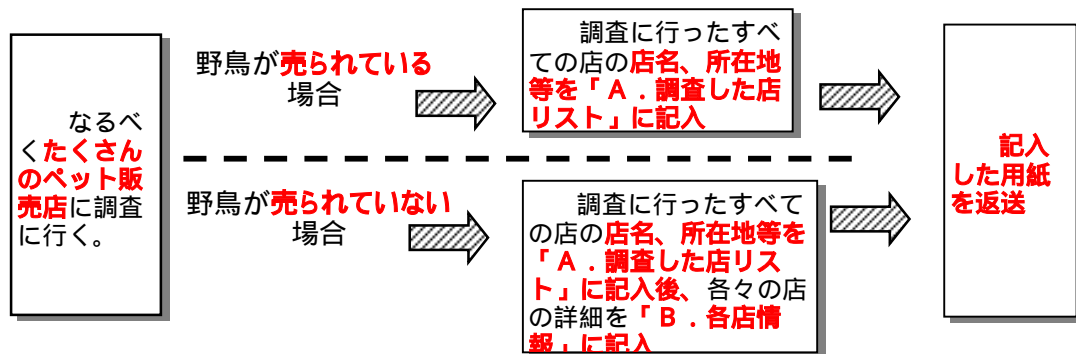 なるべ
くたくさん
のペット販
売店に調査
に行く。
野鳥が売られている
場合
調査に行ったすべ
ての店の店名、所在地
等を「A．調査した店
リスト」に記入
野鳥が売られていない
場合
調査に行ったすべて
の店の店名、所在地等を
「A．調査した店リス
ト」に記入後、各々の店
の詳細を「B．各店情
報」に記入
記入
した用紙
を返送